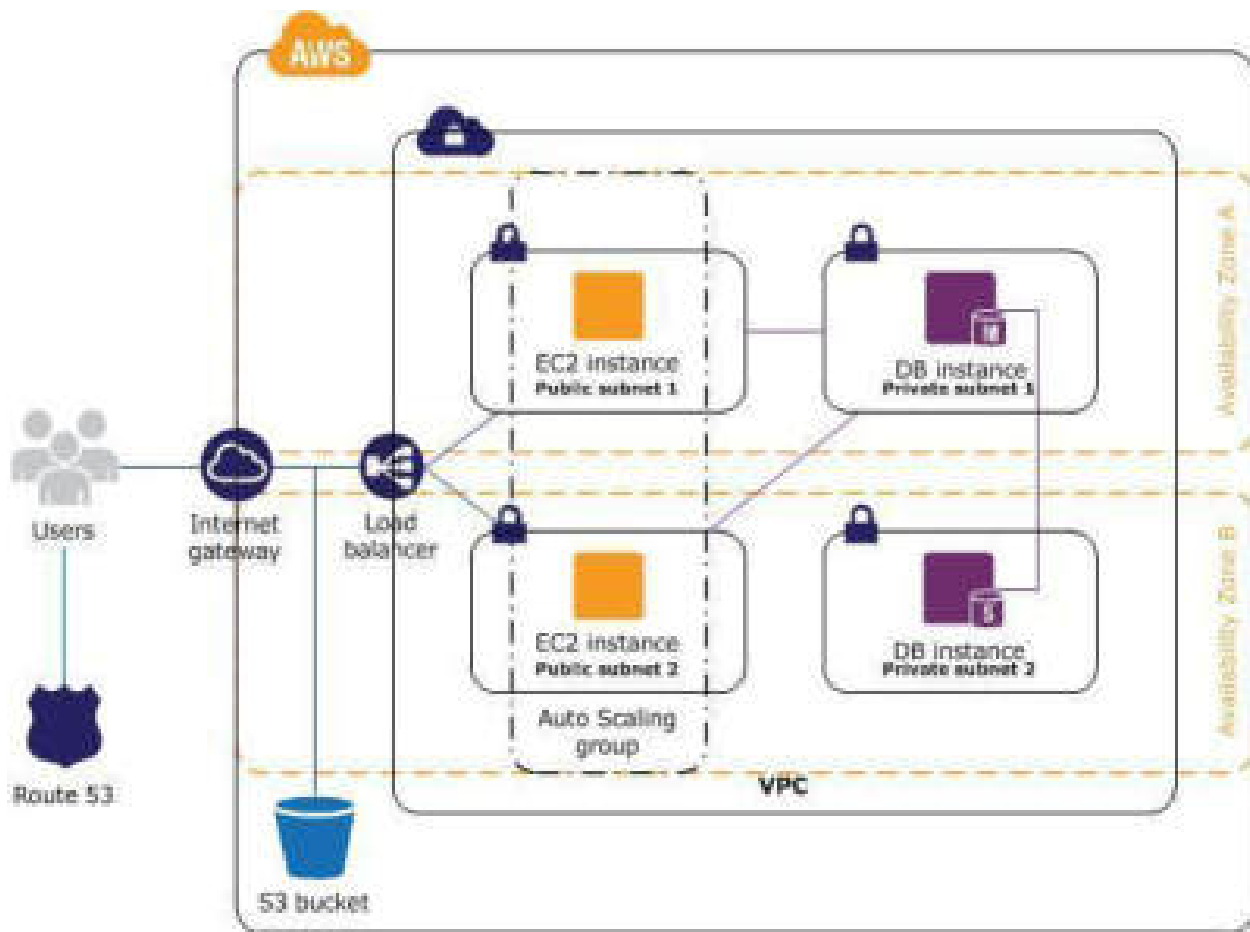 AWS
Availability Zone A
EC2 instance
Public subnet 1
DB instance
Private subnet 1
M
Users
Internet
gateway
Load
balancer
EC2 instance
Public subnet 2
DB instance
Private subnet 2
S
Availability Zone B
Auto Scaling
group
VPC
Route 53
S3 bucket